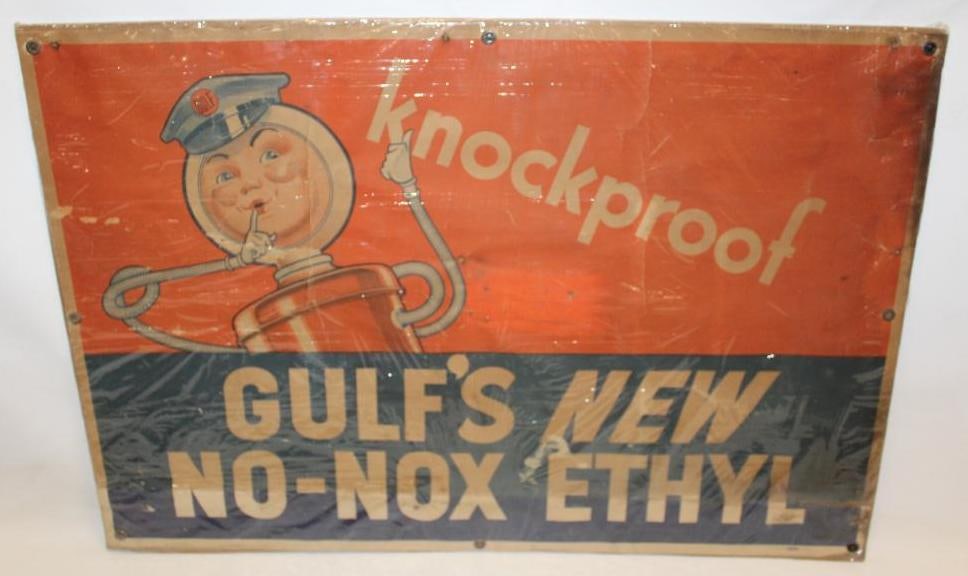 knockproof
GULF'S NEW
NO-NOX ETHYL